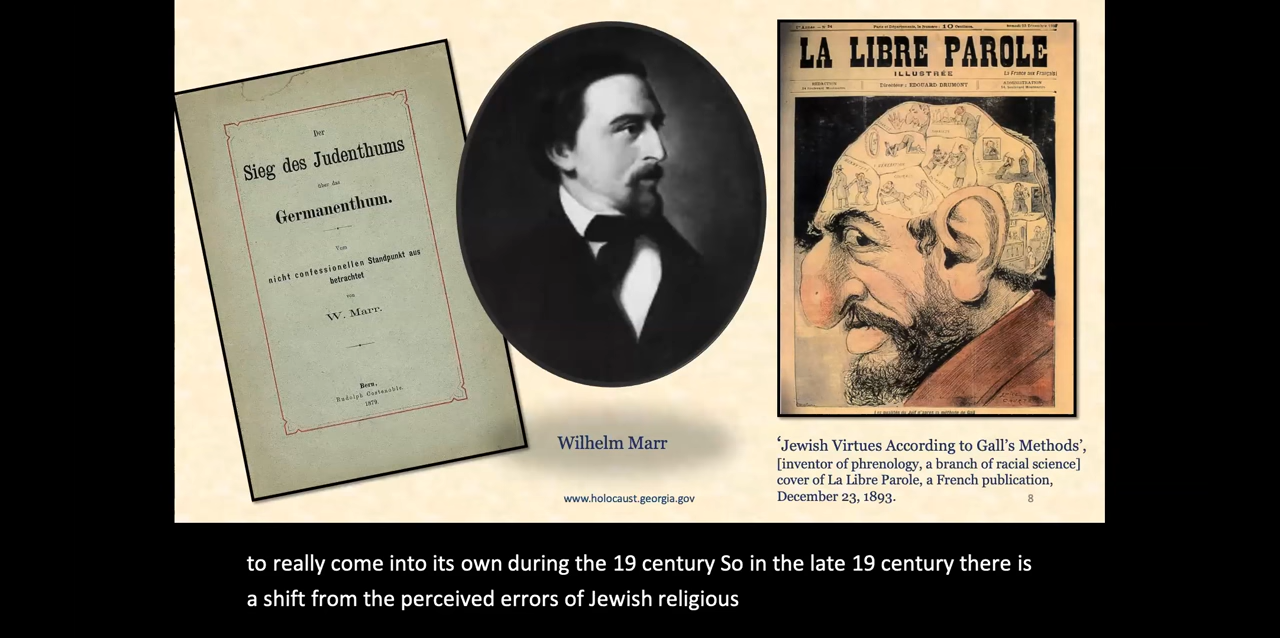 Der
Sieg des Judenthums
über das
Germanenthum.
Vom
nicht confessionellen Standpunkt aus
betrachtet
von
W. Marr.
Bern,
Rudolph Costenoble.
1879.
Wilhelm Marr
www.holocaust.georgia.gov
10
LA LIBRE PAROLE
ILLUSTRÉE
La France aux Français!
RÉDACTION
Directeur : EDOUARD DRUMONT
ADMINISTRATION
‘Jewish Virtues According to Gall’s Methods’,
[inventor of phrenology, a branch of racial science]
cover of La Libre Parole, a French publication,
December 23, 1893.
8
to really come into its own during the 19 century So in the late 19 century there is
a shift from the perceived errors of Jewish religious